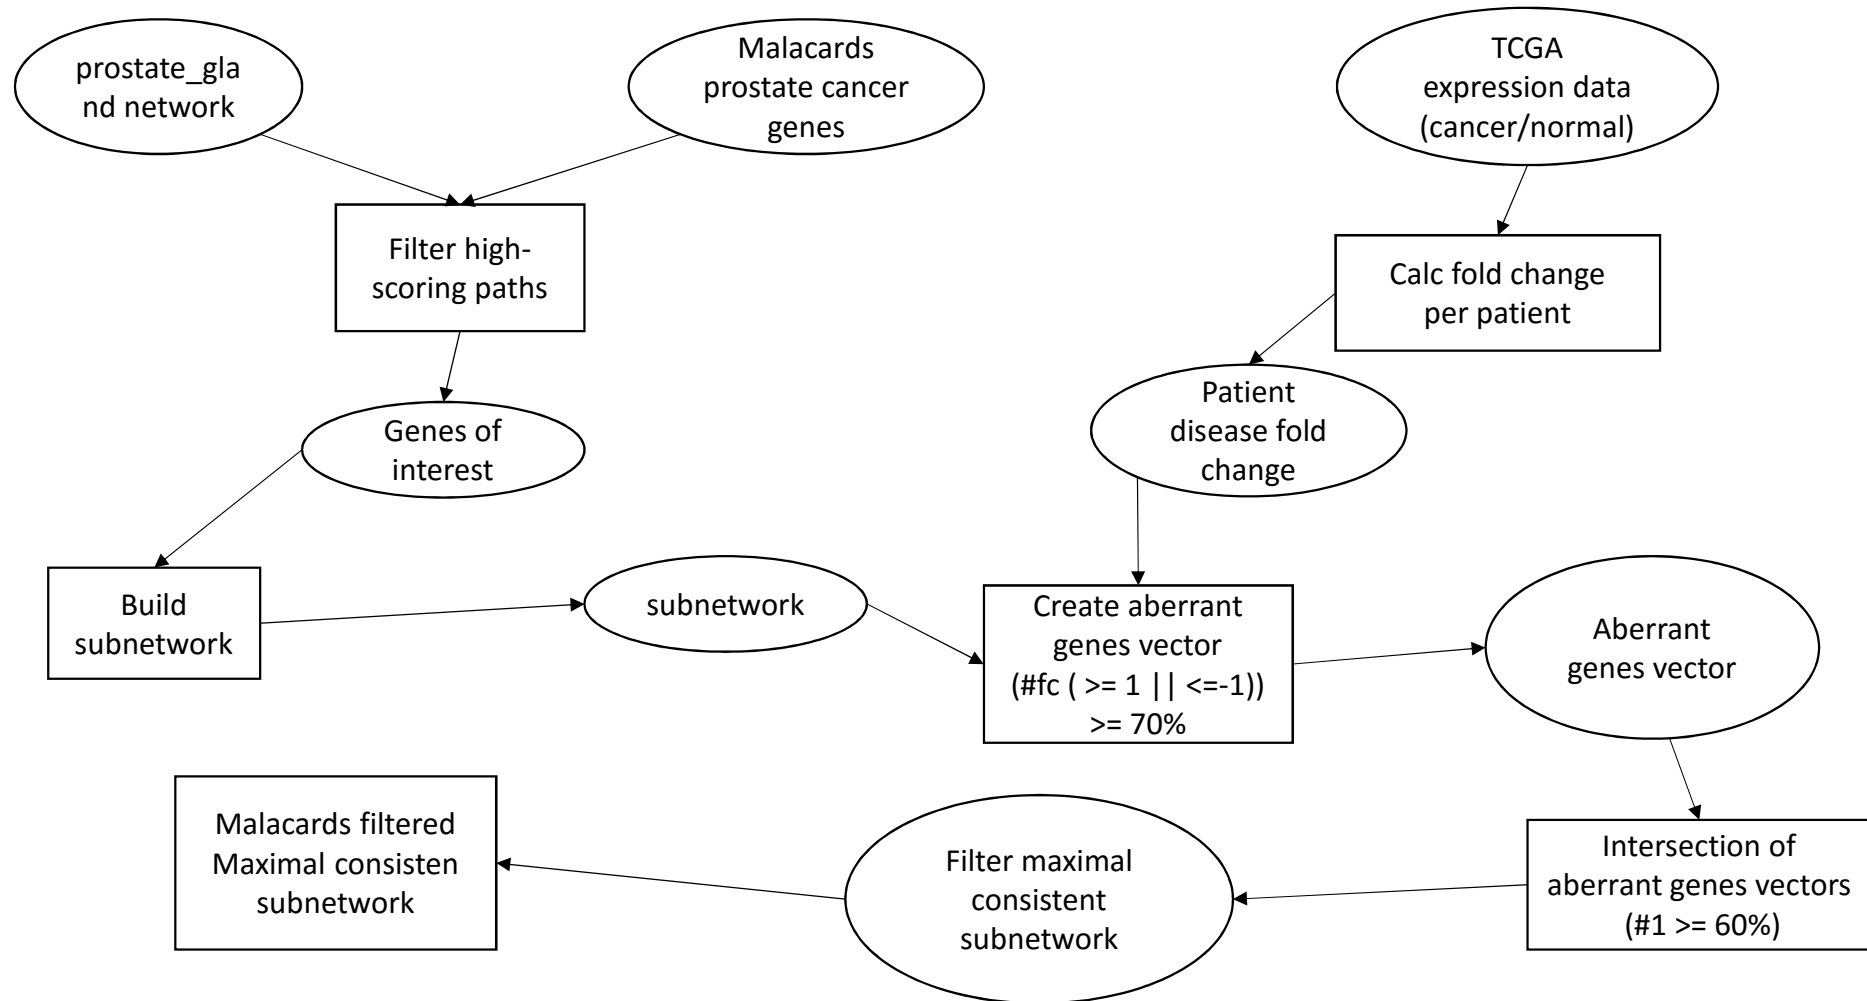 prostate_gla
nd network
Malacards
prostate cancer
genes
TCGA
expression data
(cancer/normal)
Filter high-
scoring paths
Calc fold change
per patient
Genes of
interest
Patient
disease fold
change
Build
subnetwork
subnetwork
Create aberrant
genes vector
(#fc ( >= 1 || <=-1))
>= 70%
Aberrant
genes vector
Malacards filtered
Maximal consisten
subnetwork
Filter maximal
consistent
subnetwork
Intersection of
aberrant genes vectors
(#1 >= 60%)